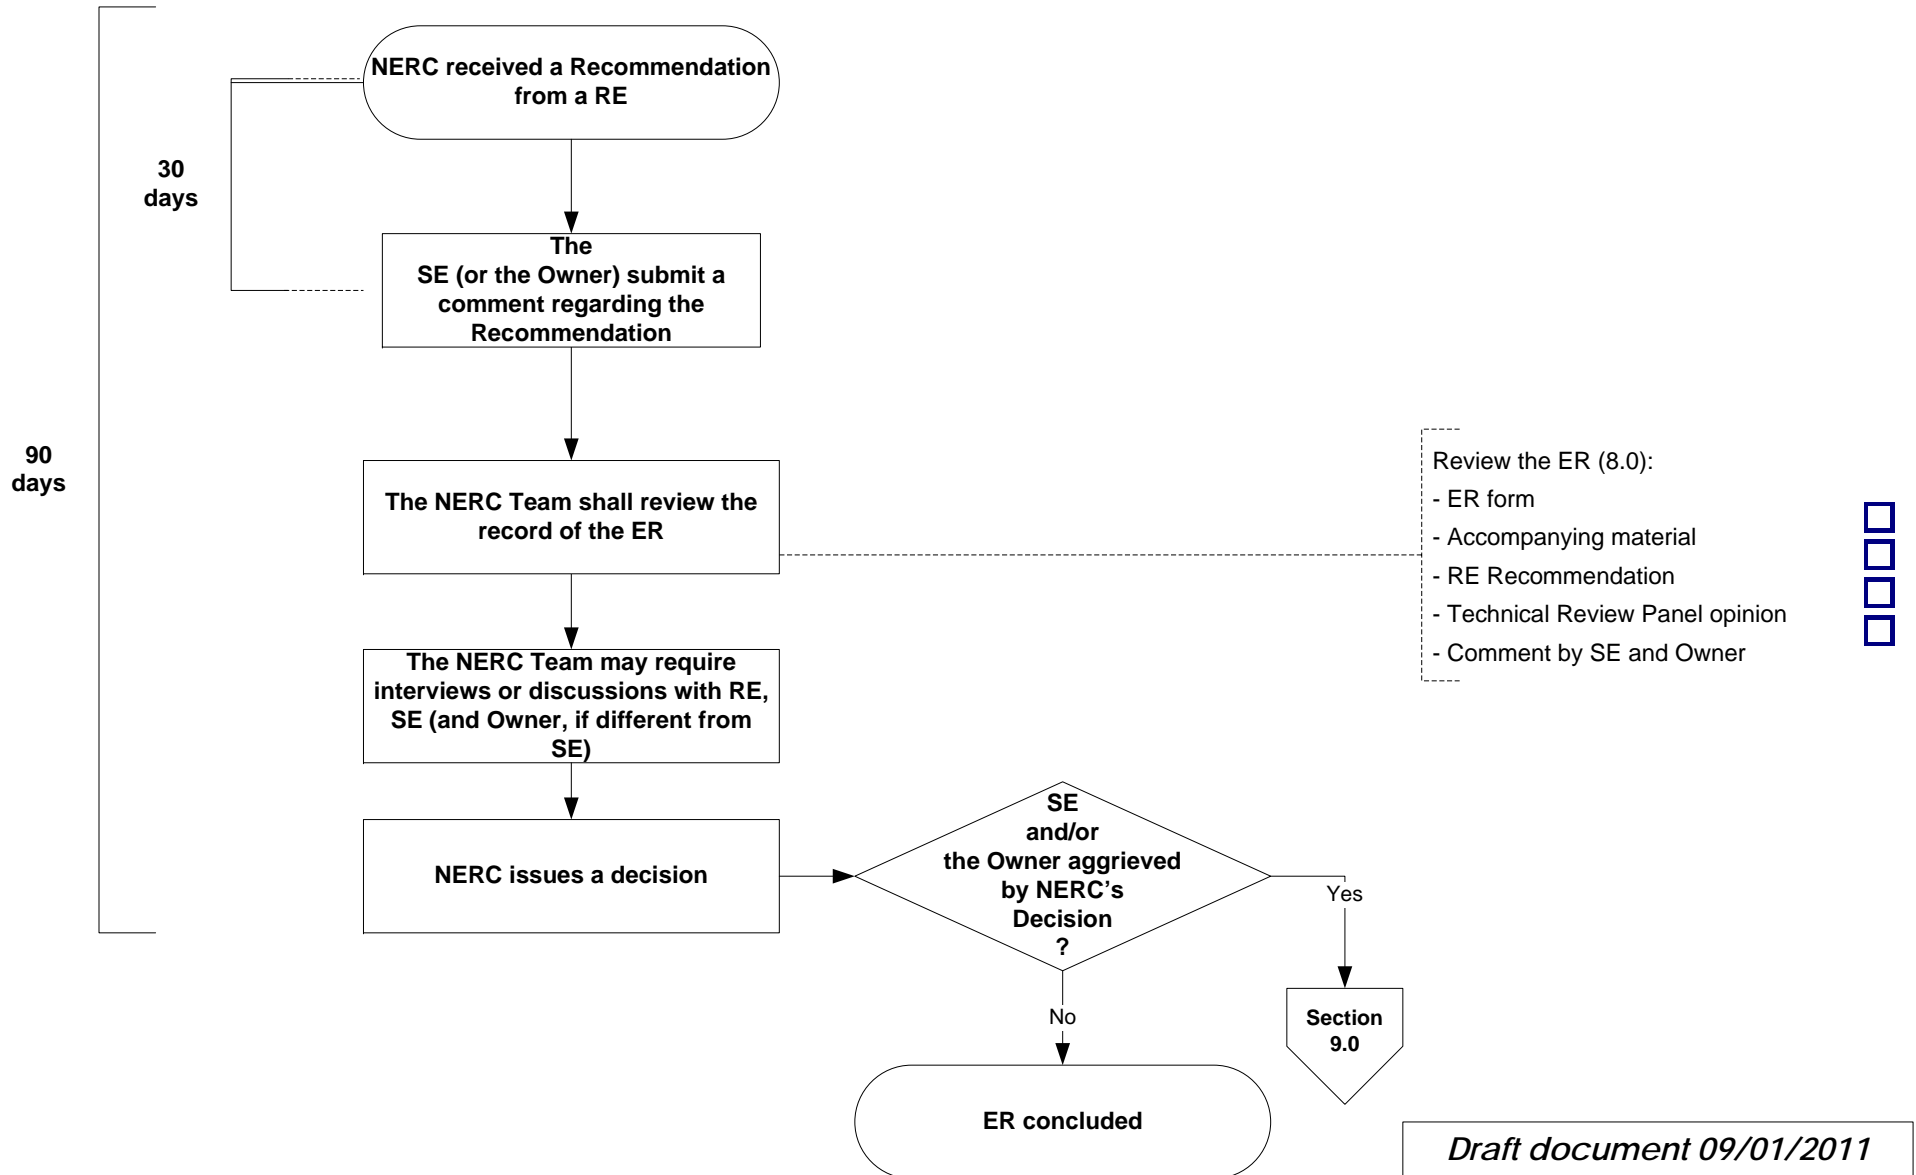 NERC received a Recommendation
from a RE
30
days
The
SE (or the Owner) submit a
comment regarding the
Recommendation
90
days
The NERC Team shall review the
record of the ER
Review the ER (8.0):
- ER form
- Accompanying material
- RE Recommendation
- Technical Review Panel opinion
- Comment by SE and Owner
The NERC Team may require
interviews or discussions with RE,
SE (and Owner, if different from
SE)
NERC issues a decision
SE
and/or
the Owner aggrieved
by NERC’s
Decision
?
Yes
No
Section
9.0
ER concluded
Draft document 09/01/2011